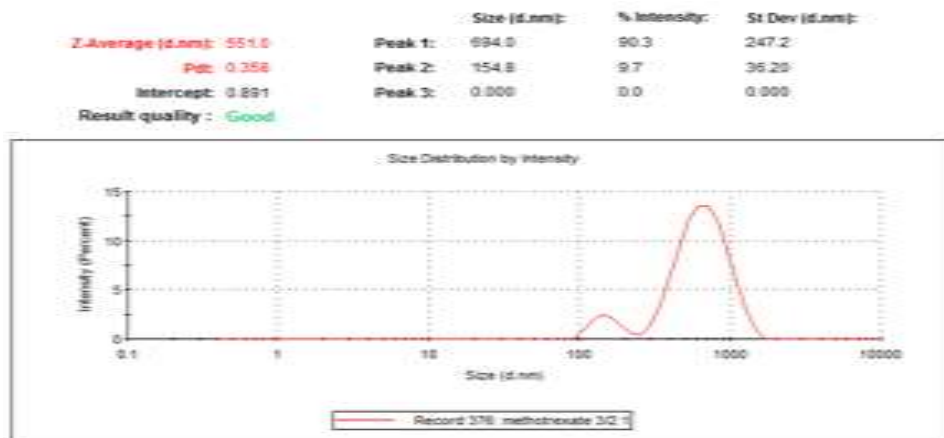 Size (d.nm): % Intensity: St Dev (d.nm):
Z-Average (d.nm): 551.0 Peak 1: 694.0 90.3 247.2
PdI: 0.356 Peak 2: 154.8 9.7 36.20
Intercept: 0.891 Peak 3: 0.000 0.0 0.000
Result quality : Good
Size Distribution by Intensity
Intensity (Percent)
15
10
5
0
0.1 1 10 100 1000 10000
Size (d.nm)
Record 376: methotrexate 3/2 1